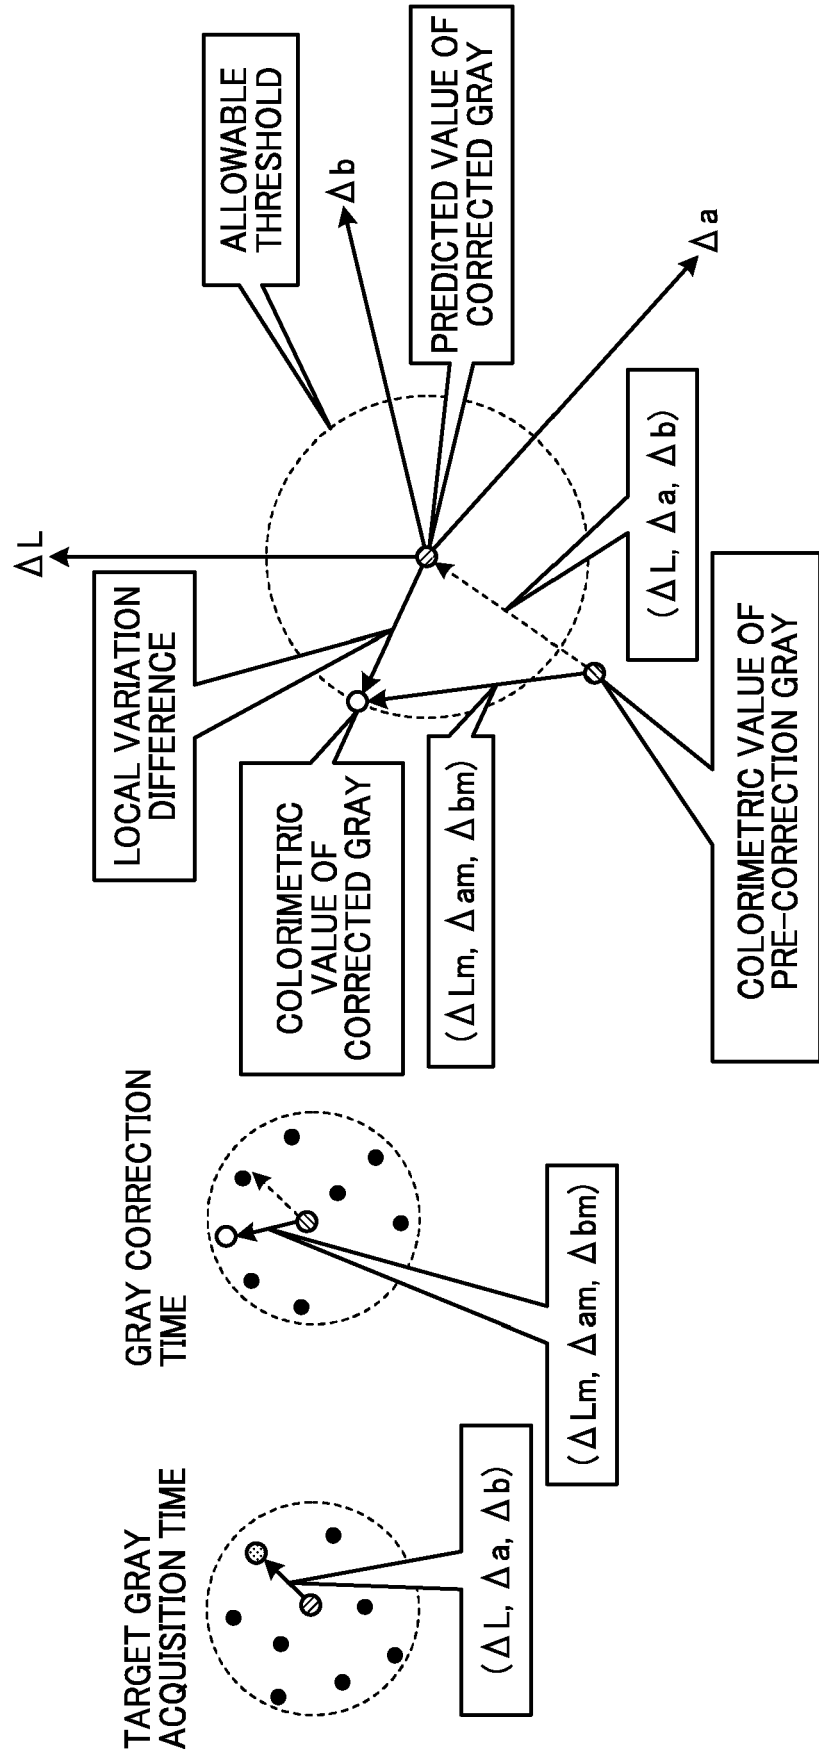 TARGET GRAY
ACQUISITION TIME
(ΔL, Δa, Δb)
GRAY CORRECTION
TIME
(ΔLm, Δam, Δbm)
LOCAL VARIATION
DIFFERENCE
COLORIMETRIC
VALUE OF
CORRECTED GRAY
(ΔLm, Δam, Δbm)
COLORIMETRIC VALUE OF
PRE-CORRECTION GRAY
ΔL
(ΔL, Δa, Δb)
ALLOWABLE
THRESHOLD
Δb
PREDICTED VALUE OF
CORRECTED GRAY
Δa